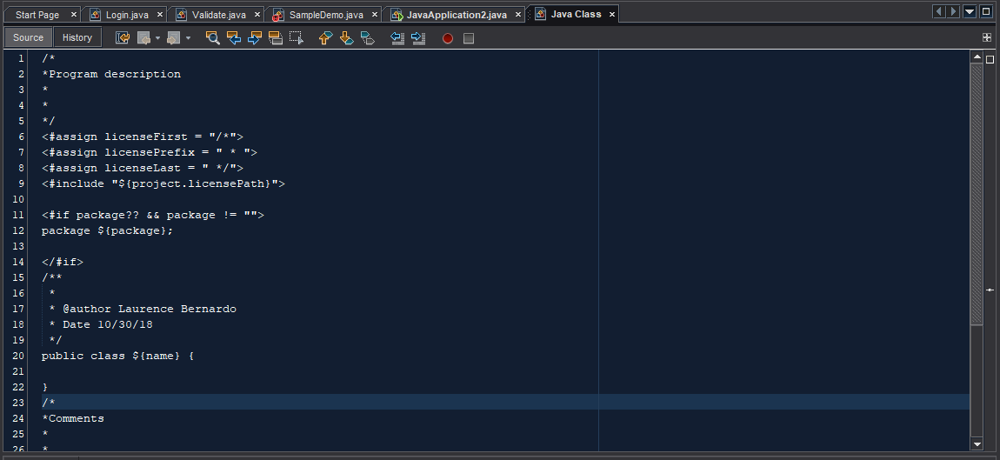 Start Page Login.java Validate.java SampleDemo.java JavaApplication2.java Java Class
Source History
1 /*
2 *Program description
3 *
4 *
5 */
6 <#assign licenseFirst = "/*">
7 <#assign licensePrefix = " * ">
8 <#assign licenseLast = " */">
9 <#include "${project.licensePath}">
10
11 <#if package?? && package != "">
12 package ${package};
13
14 </#if>
15 /**
16  *
17  * @author Laurence Bernardo
18  * Date 10/30/18
19  */
20 public class ${name} {
21
22 }
23 /*
24 *Comments
25 *
26 *